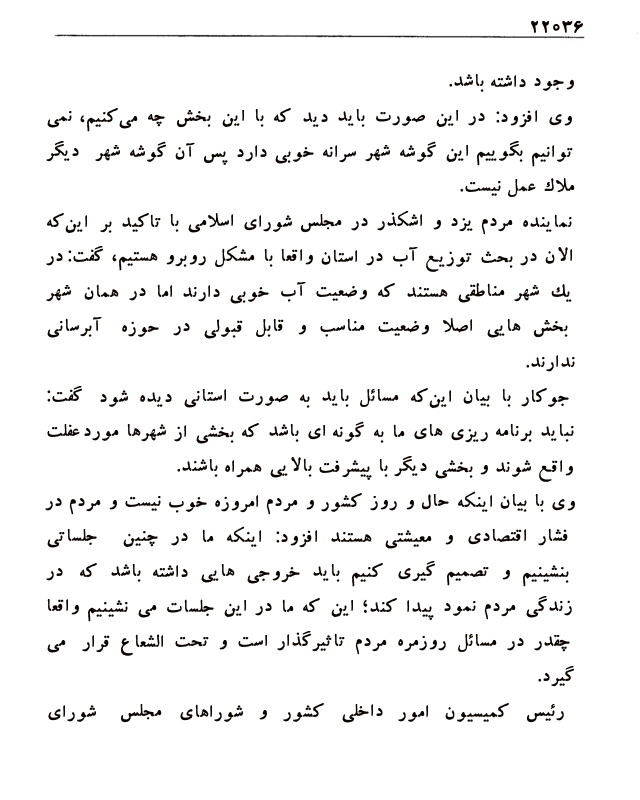 ۲۲۰۳۶
وجود داشته باشد.
وی افزود: در این صورت باید دید که با این بخش چه می‌کنیم، نمی
توانیم بگوییم این گوشه شهر سرانه خوبی دارد پس آن گوشه شهر دیگر
ملاك عمل نیست.
نماینده مردم یزد و اشکذر در مجلس شورای اسلامی با تاکید بر این‌که
الان در بحث توزیع آب در استان واقعا با مشکل روبرو هستیم، گفت: در
یك شهر مناطقی هستند که وضعیت آب خوبی دارند اما در همان شهر
بخش هایی اصلا وضعیت مناسب و قابل قبولی در حوزه آبرسانی
ندارند.
جوکار با بیان این‌که مسائل باید به صورت استانی دیده شود گفت:
نباید برنامه ریزی های ما به گونه ای باشد که بخشی از شهرها موردعفلت
واقع شوند و بخشی دیگر با پیشرفت بالایی همراه باشند.
وی با بیان اینکه حال و روز کشور و مردم امروزه خوب نیست و مردم در
فشار اقتصادی و معیشتی هستند افزود: اینکه ما در چنین جلساتی
بنشینیم و تصمیم گیری کنیم باید خروجی هایی داشته باشد که در
زندگی مردم نمود پیدا کند؛ این که ما در این جلسات می نشینیم واقعا
چقدر در مسائل روزمره مردم تاثیرگذار است و تحت الشعاع قرار می
گیرد.
رئیس کمیسیون امور داخلی کشور و شوراهای مجلس شورای